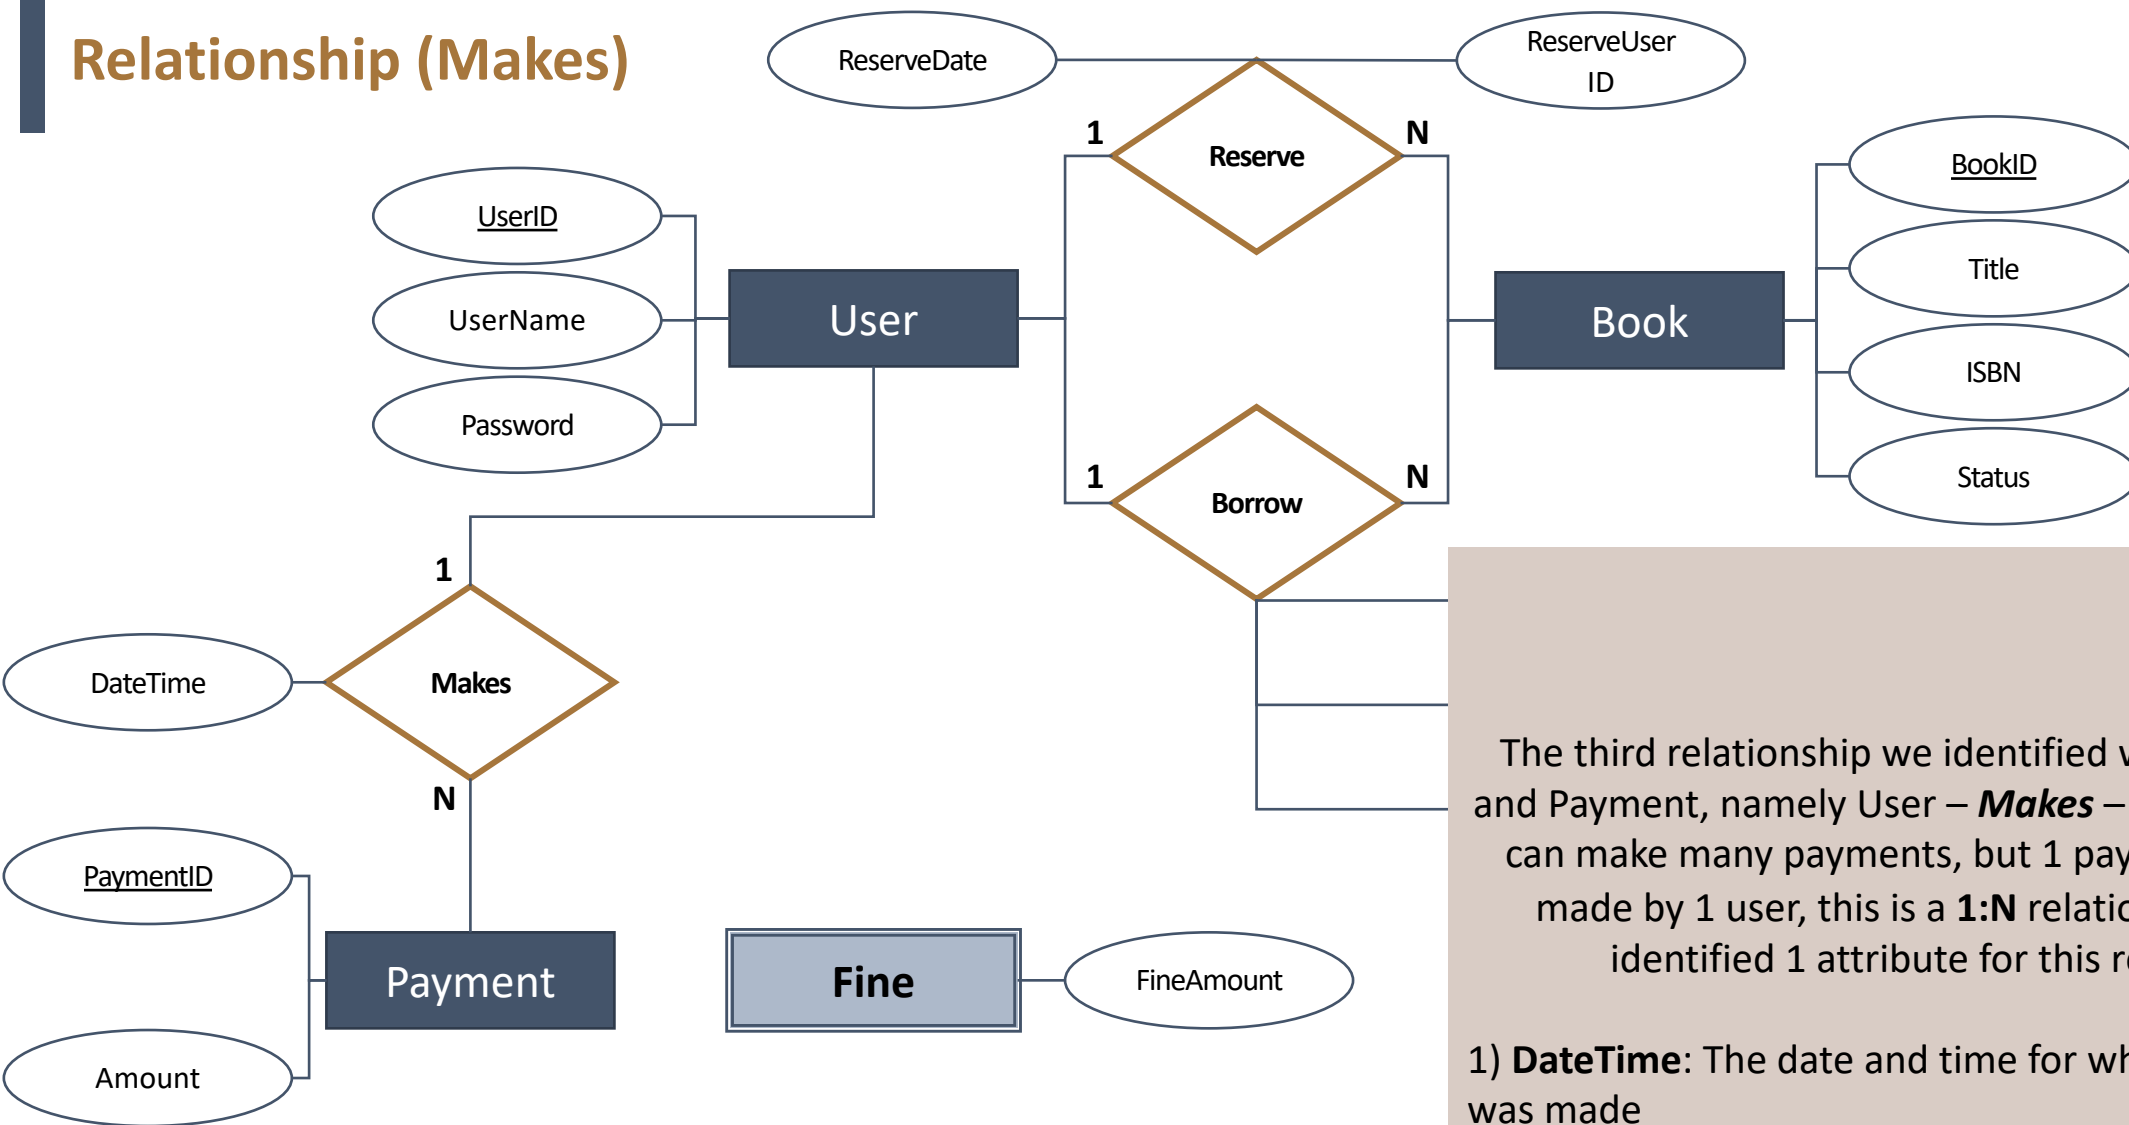 Relationship (Makes)
ReserveDate
ReserveUser
ID
1
Reserve
N
BookID
UserID
Title
UserName
User
Book
ISBN
Password
Status
1
Borrow
N
1
DateTime
Makes
N
The third relationship we identified
and Payment, namely User – Makes –
can make many payments, but 1
made by 1 user, this is a 1:N
identified 1 attribute for this
PaymentID
Payment
Fine
FineAmount
Amount
1) DateTime: The date and time for
was made